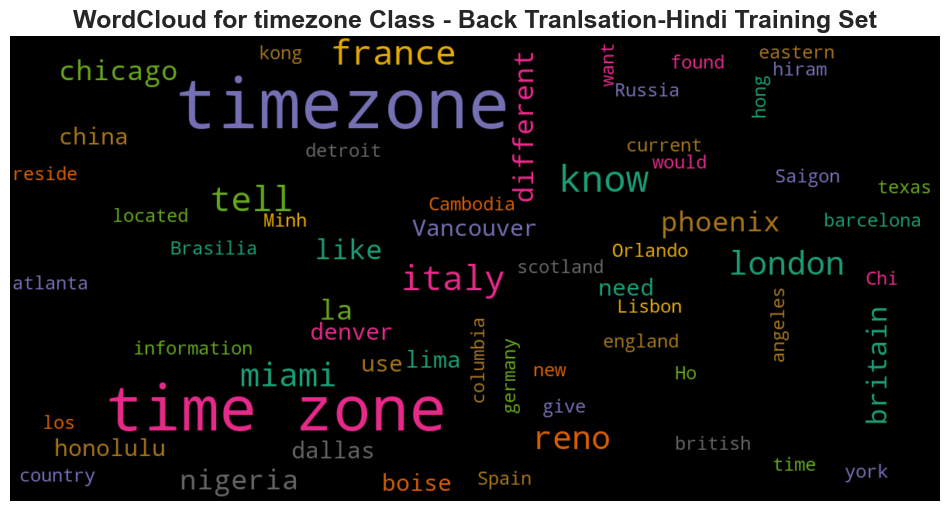 WordCloud for timezone Class - Back Tranlsation-Hindi Training Set
kong
france
eastern
chicago
want
found
hiram
timezone
different
Russia
hong
china
detroit
current
would
reside
know
Saigon
texas
tell
Cambodia
located
Minh
Vancouver
phoenix
barcelona
Brasilia
like
Orlando
london
scotland
italy
Chi
atlanta
need
la
Lisbon
angeles
denver
britain
information
columbia
england
use
lima
germany
miami
new
Ho
time zone
give
los
reno
honolulu
dallas
british
time
country
nigeria
boise
Spain
york